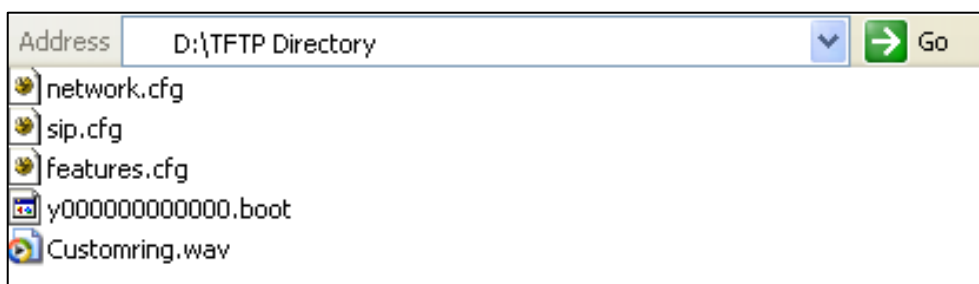 Address D:\TFTP Directory Go
network.cfg
sip.cfg
features.cfg
y000000000000.boot
Customring.wav